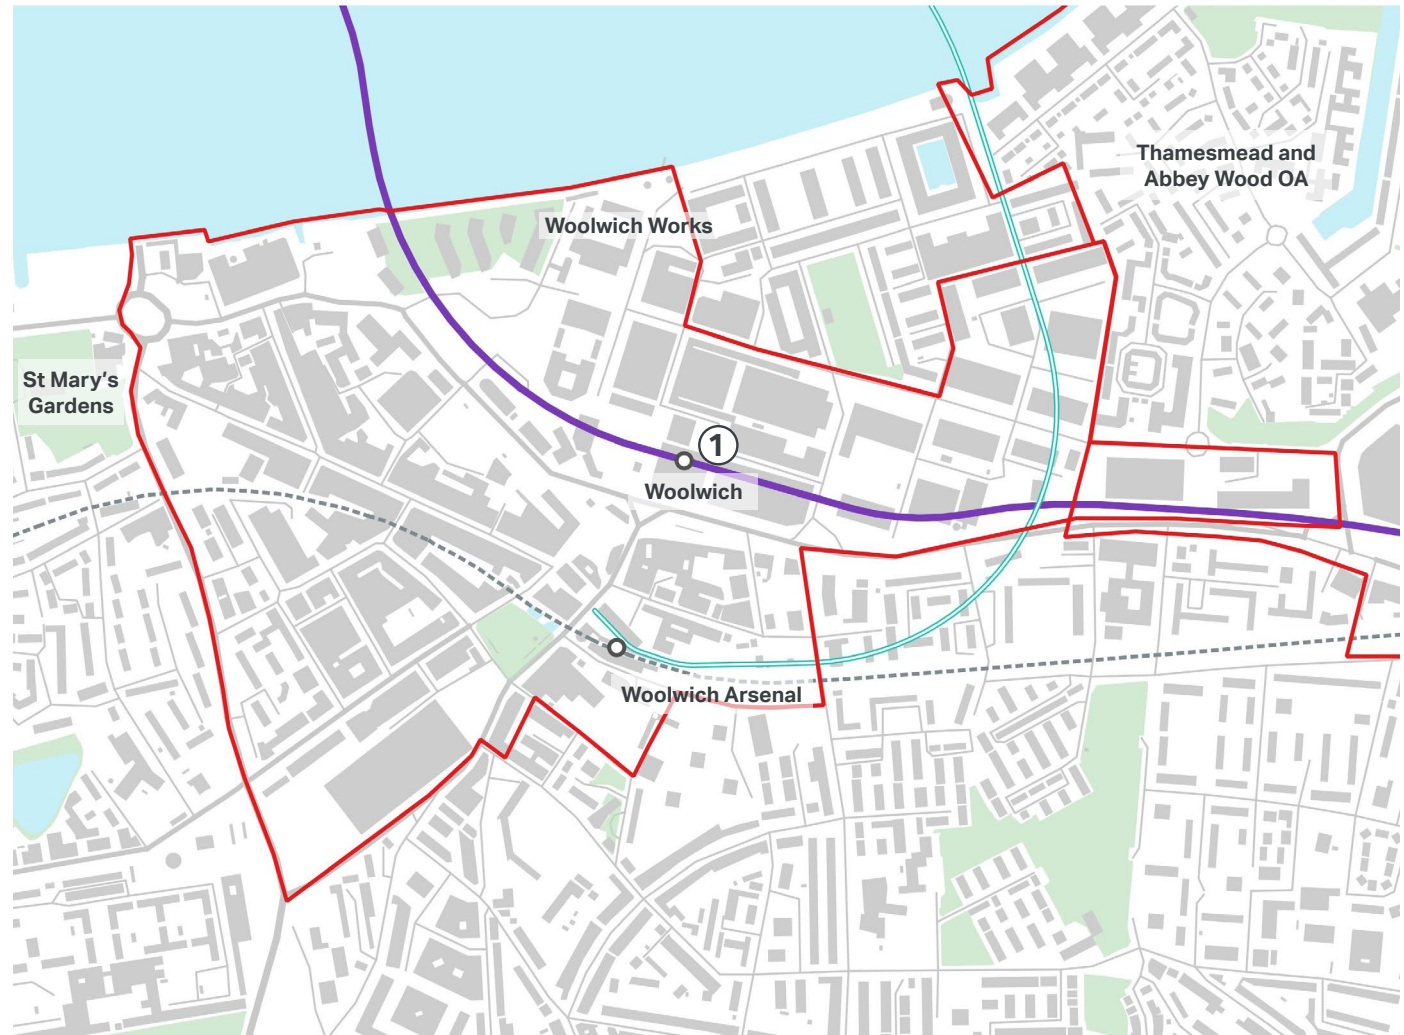 Thamesmead and
Abbey Wood OA
Woolwich Works
St Mary's
Gardens
1
Woolwich
Woolwich Arsenal